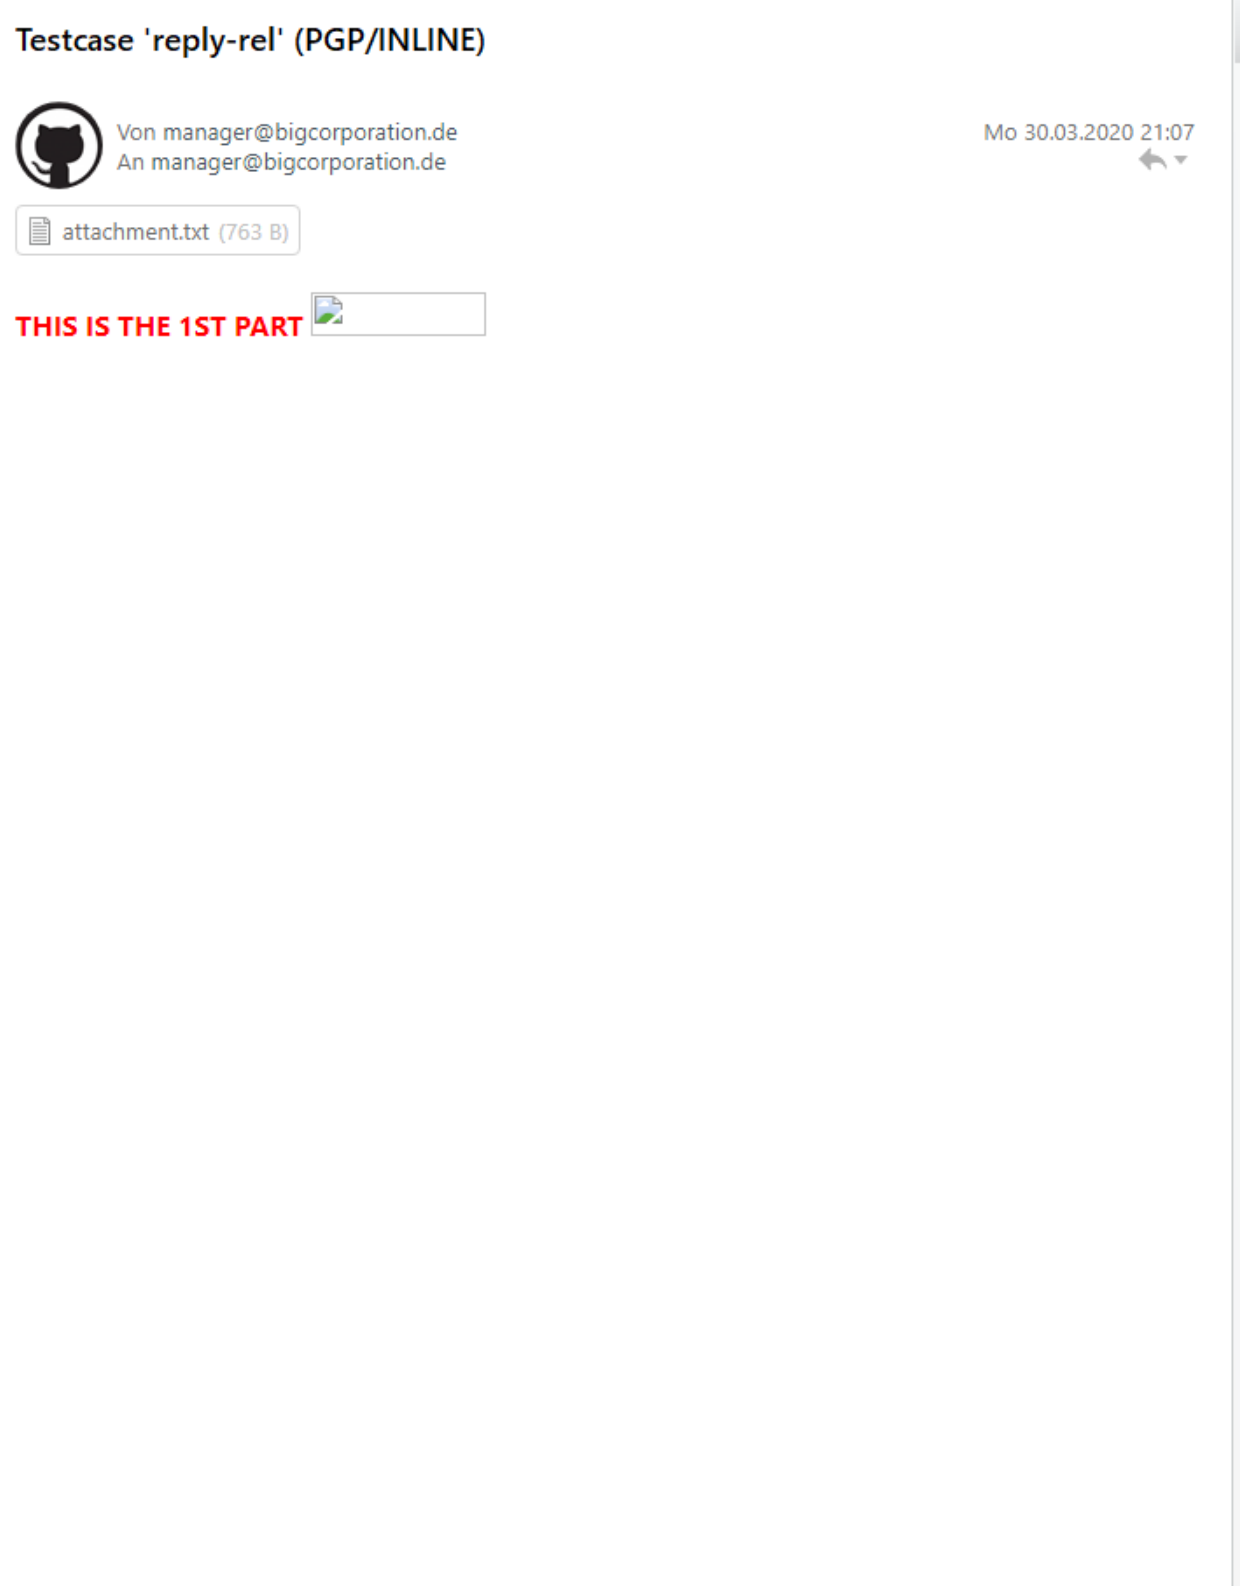 Testcase 'reply-rel' (PGP/INLINE)
Von manager@bigcorporation.de
Mo 30.03.2020 21:07
An manager@bigcorporation.de
attachment.txt (763 B)
THIS IS THE 1ST PART